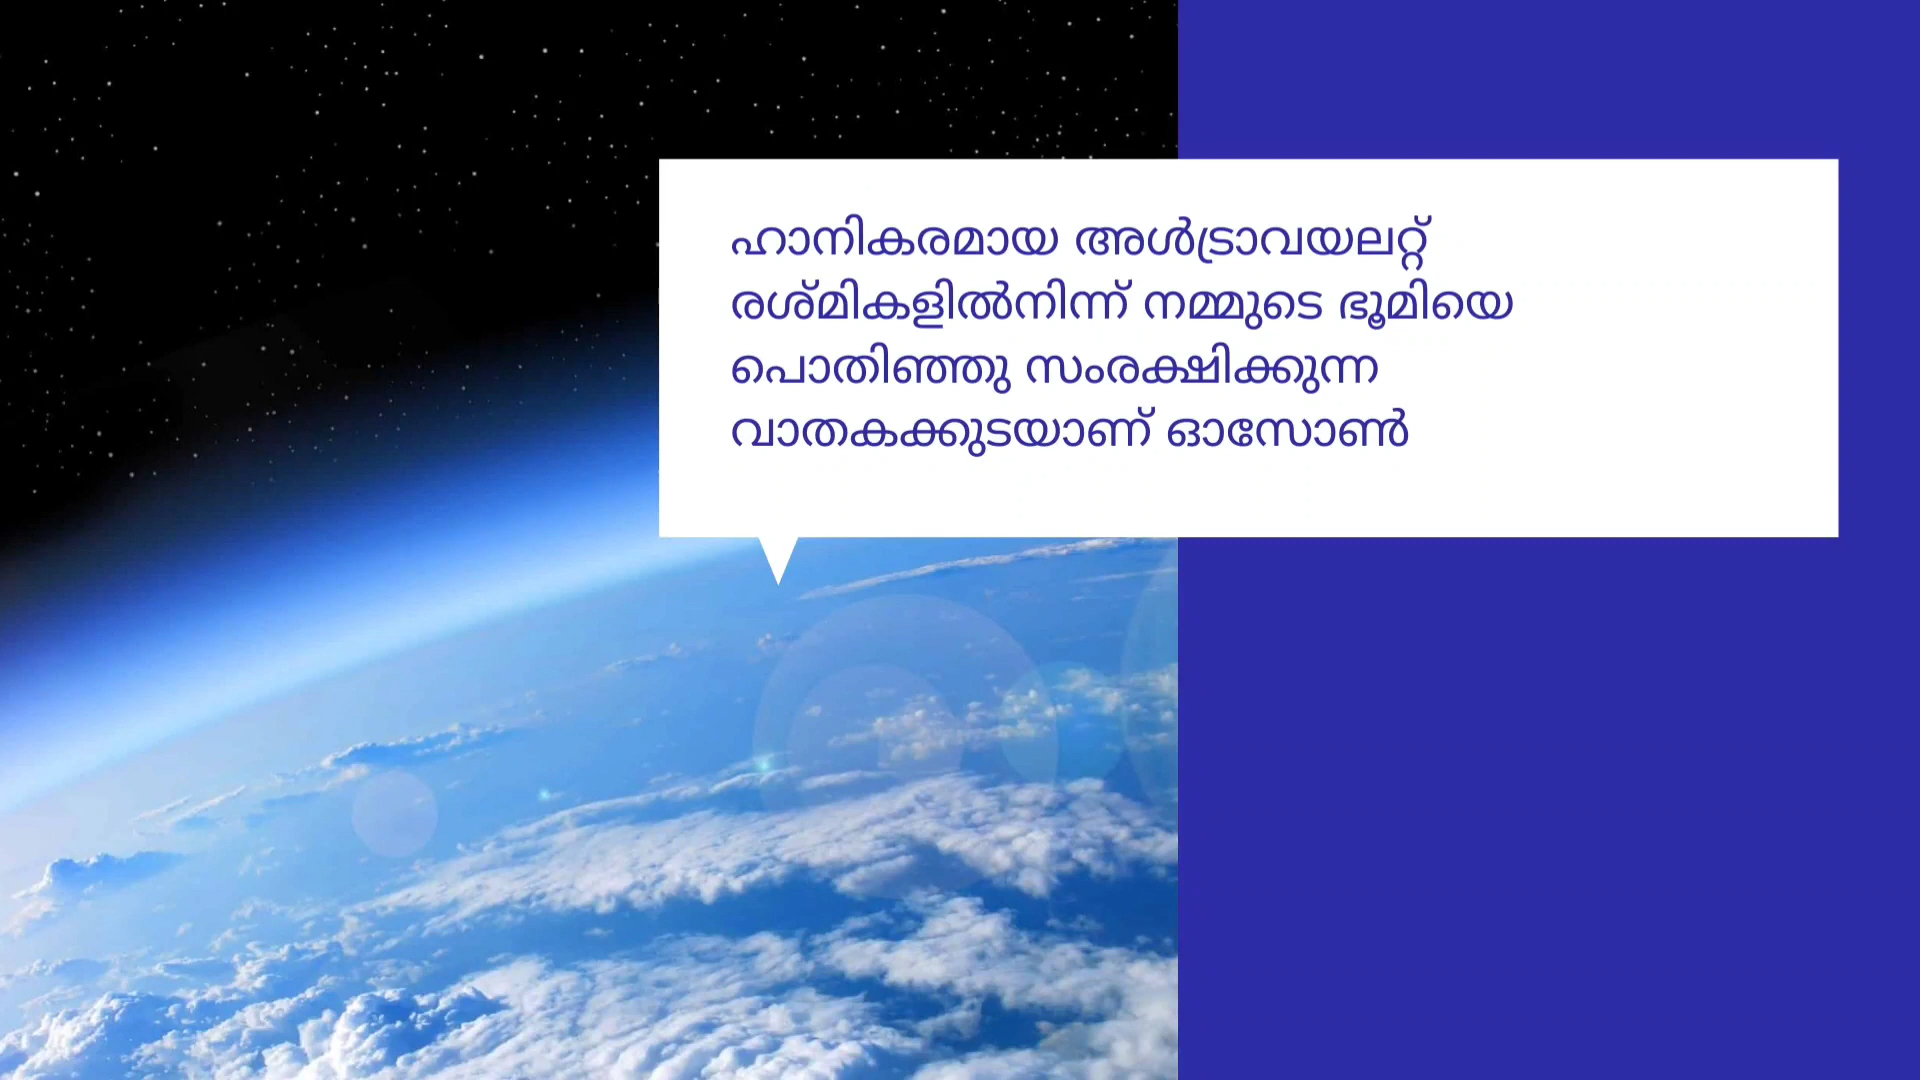 ഹാനികരമായ അൾട്രാവയലറ്റ്
രശ്മികളിൽനിന്ന് നമ്മുടെ ഭൂമിയെ
പൊതിഞ്ഞു സംരക്ഷിക്കുന്ന
വാതകക്കുടയാണ് ഓസോൺ